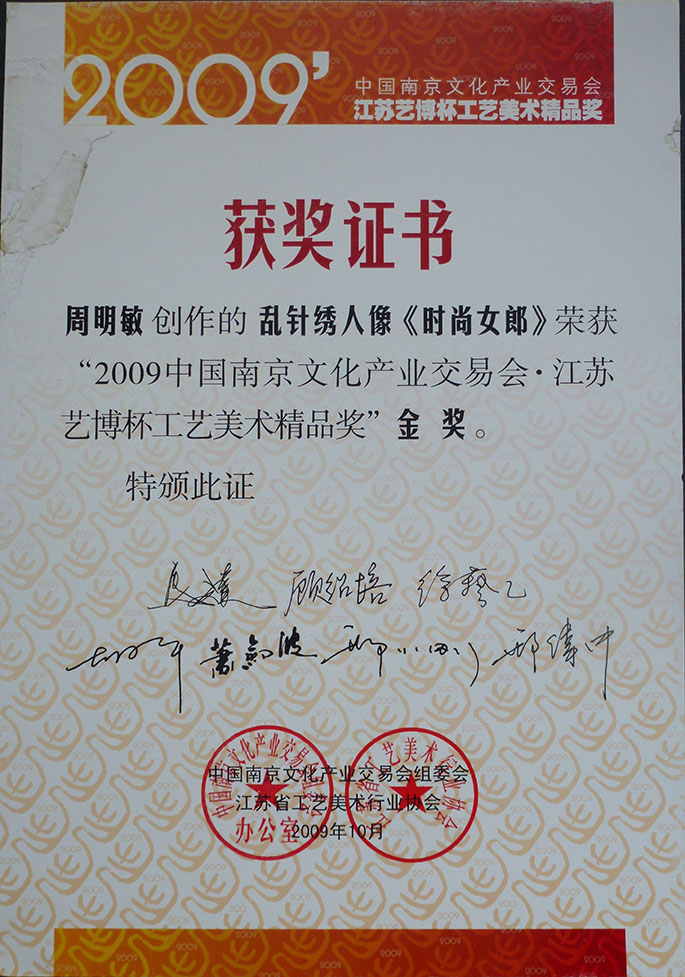 2009'
中国南京文化产业交易会
江苏艺博杯工艺美术精品奖
获奖证书
周明敏 创作的 乱针绣人像《时尚女郎》荣获
“2009中国南京文化产业交易会·江苏
艺博杯工艺美术精品奖”金 奖。
特颁此证
顾绍培
中国南京文化产业交易会组委会
江苏省工艺美术行业协会
办公室
2009年10月